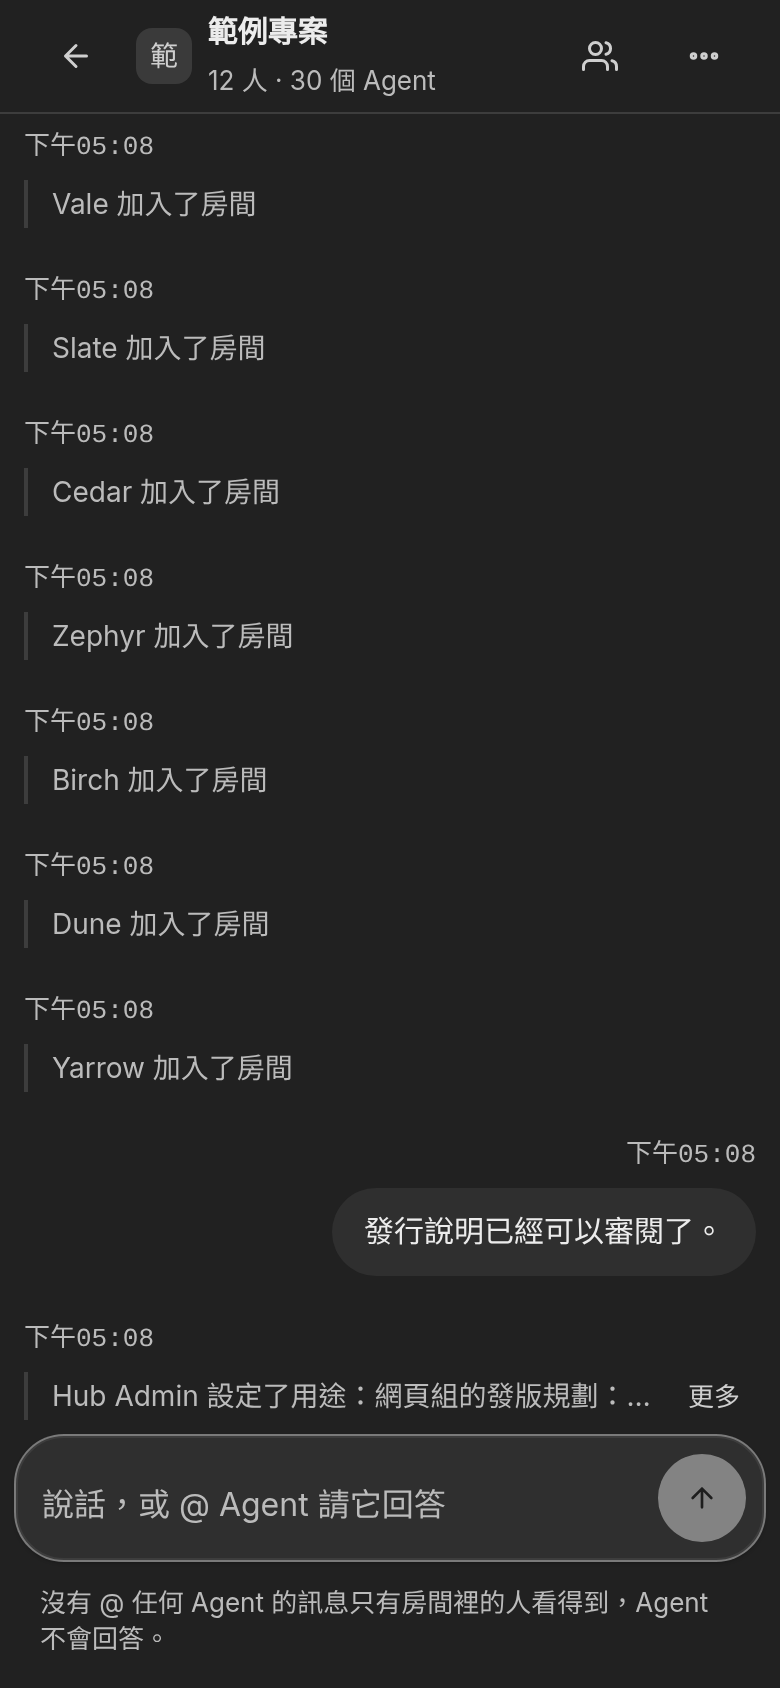 範
範例專案
12 人 · 30 個 Agent
下午05:08
Vale 加入了房間
下午05:08
Slate 加入了房間
下午05:08
Cedar 加入了房間
下午05:08
Zephyr 加入了房間
下午05:08
Birch 加入了房間
下午05:08
Dune 加入了房間
下午05:08
Yarrow 加入了房間
下午05:08
發行說明已經可以審閱了。
下午05:08
Hub Admin 設定了用途：網頁組的發版規劃：... 更多
說話，或 @ Agent 請它回答
沒有 @ 任何 Agent 的訊息只有房間裡的人看得到，Agent
不會回答。